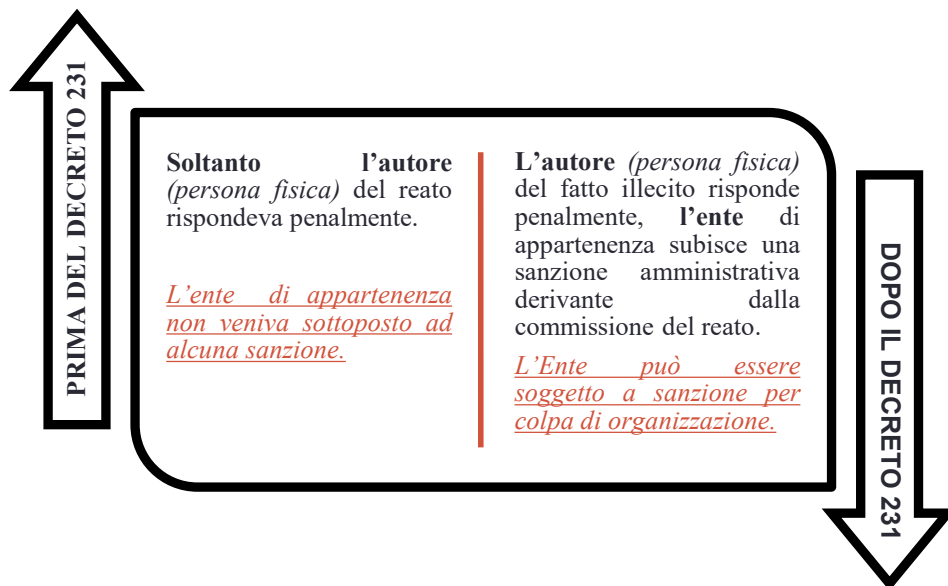 PRIMA DEL DECRETO 231
Soltanto l'autore
(persona fisica) del reato
rispondeva penalmente.
L'ente di appartenenza
non veniva sottoposto ad
alcuna sanzione.
L'autore (persona fisica)
del fatto illecito risponde
penalmente, l'ente di
appartenenza subisce una
sanzione amministrativa
derivante dalla
commissione del reato.
L'Ente può essere
soggetto a sanzione per
colpa di organizzazione.
DOPO IL DECRETO 231